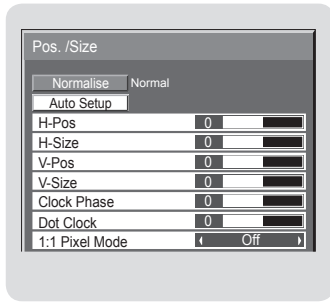 Pos. /Size
Normalise Normal
Auto Setup
H-Pos 0
H-Size 0
V-Pos 0
V-Size 0
Clock Phase 0
Dot Clock 0
1:1 Pixel Mode Off